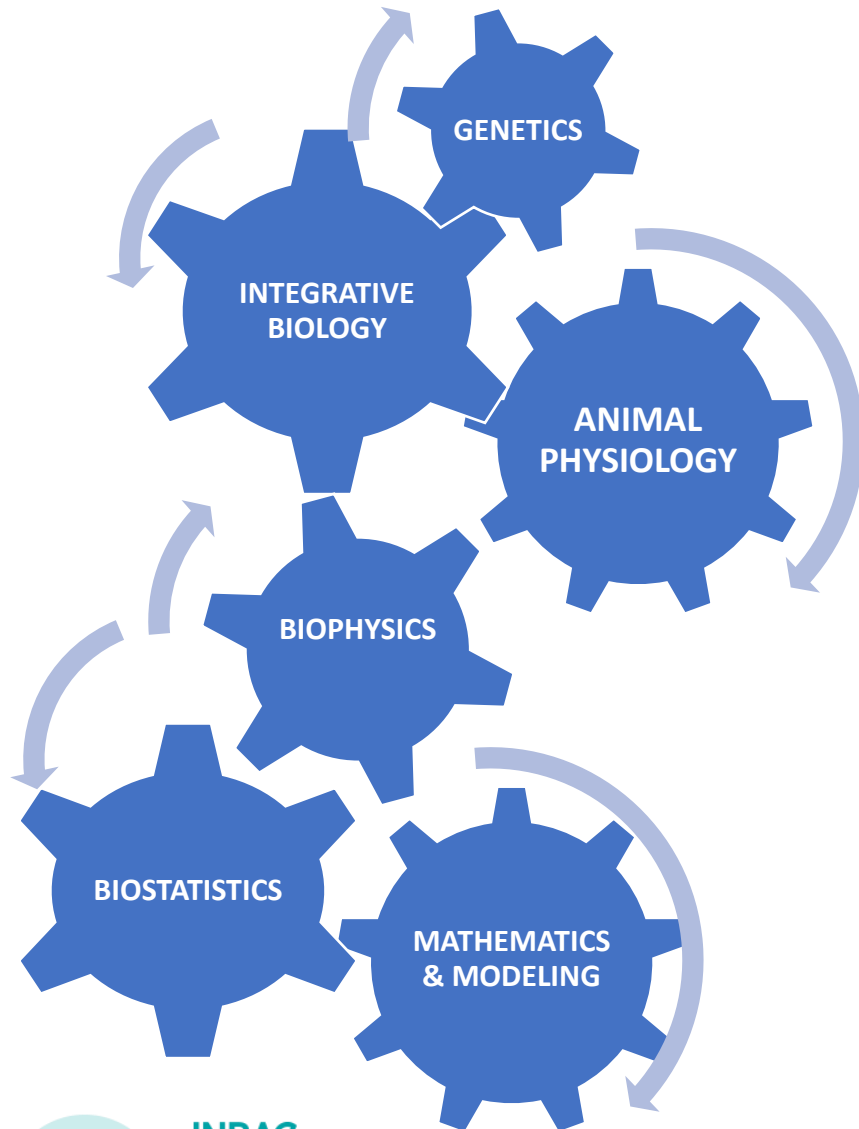 GENETICS
INTEGRATIVE
BIOLOGY
ANIMAL
PHYSIOLOGY
BIOPHYSICS
BIOSTATISTICS
MATHEMATICS
& MODELING